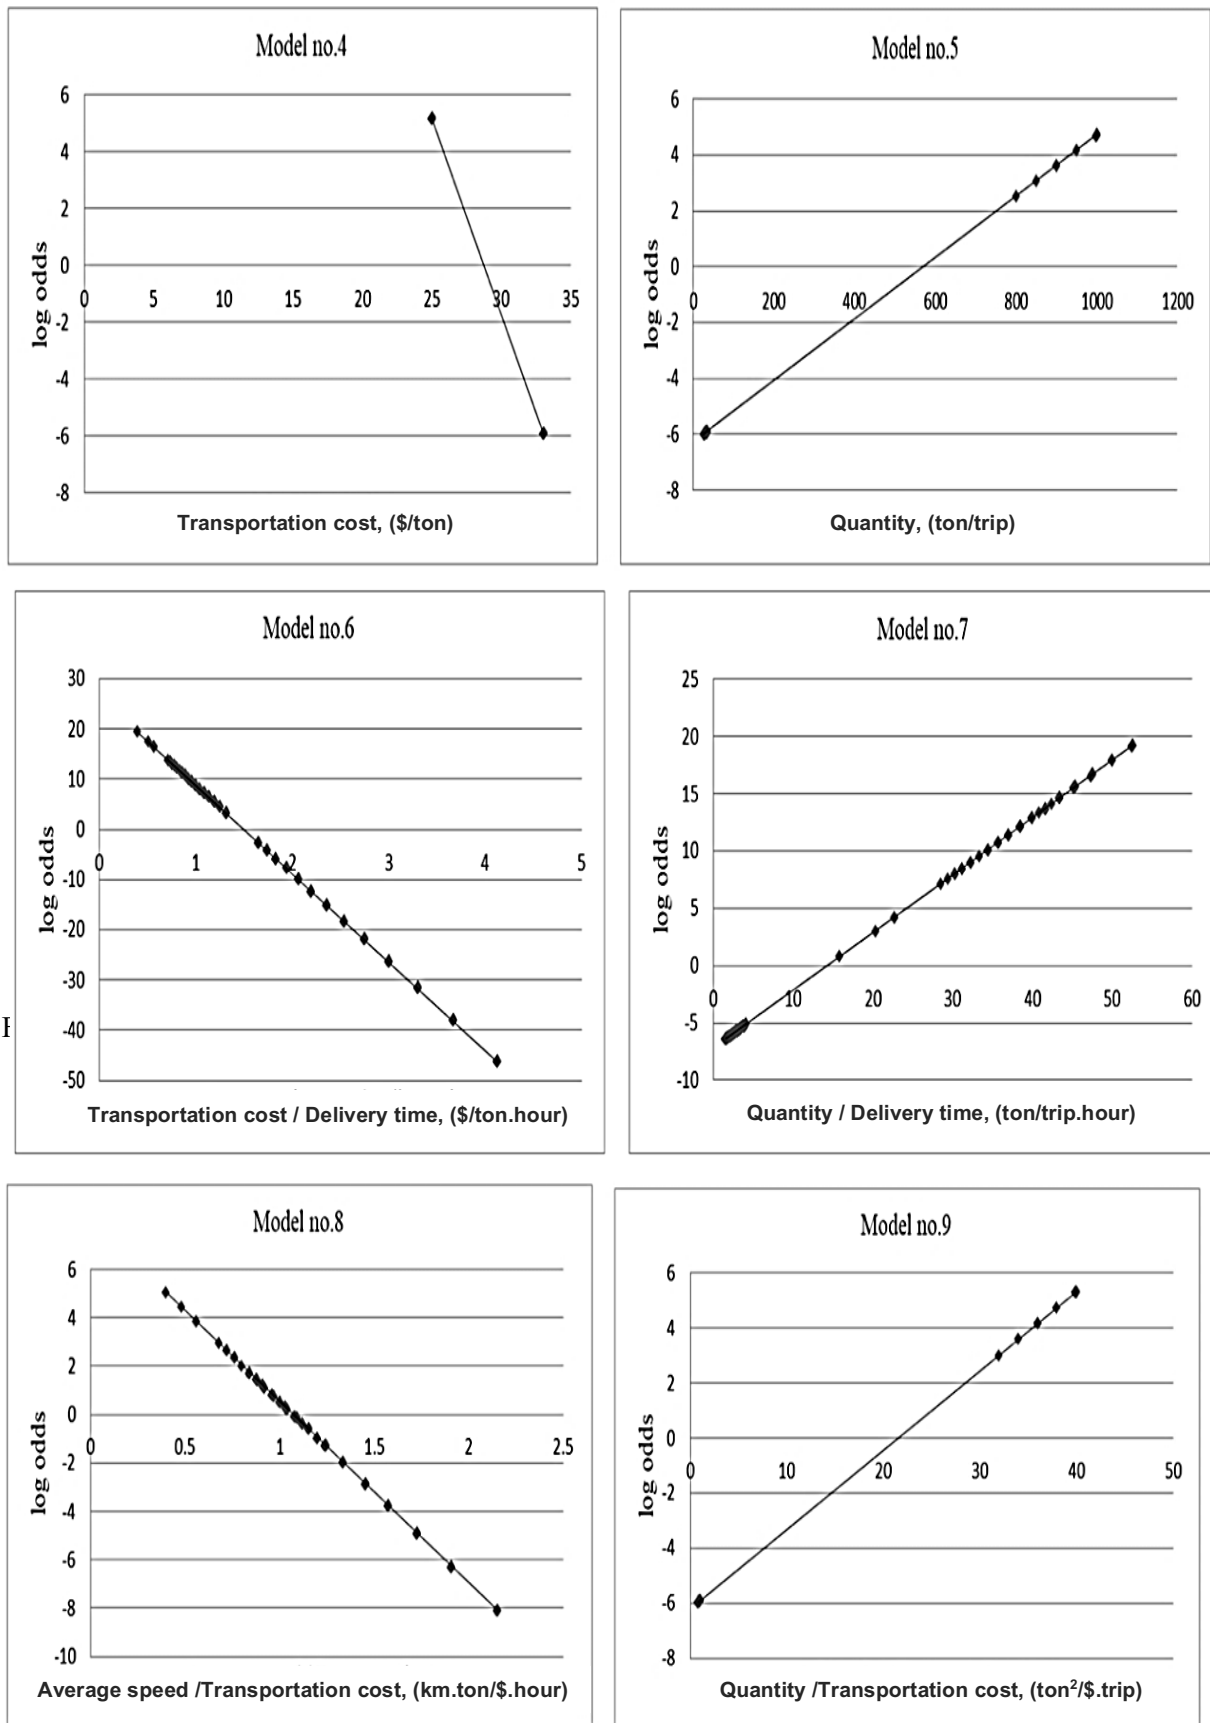 Model no.4
6
4
2
0
-2
-4
-6
-8
0 5 10 15 20 25 30 35
log odds
Transportation cost, ($/ton)
Model no.5
6
4
2
0
-2
-4
-6
-8
0 200 400 600 800 1000 1200
log odds
Quantity, (ton/trip)
Model no.6
30
20
10
0
-10
-20
-30
-40
-50
0 1 2 3 4 5
log odds
Transportation cost / Delivery time, ($/ton.hour)
Model no.7
25
20
15
10
5
0
-5
-10
0 10 20 30 40 50 60
log odds
Quantity / Delivery time, (ton/trip.hour)
Model no.8
6
4
2
0
-2
-4
-6
-8
-10
0 0.5 1 1.5 2 2.5
log odds
Average speed /Transportation cost, (km.ton/$.hour)
Model no.9
6
4
2
0
-2
-4
-6
-8
0 10 20 30 40 50
log odds
Quantity /Transportation cost, (ton²/$.trip)